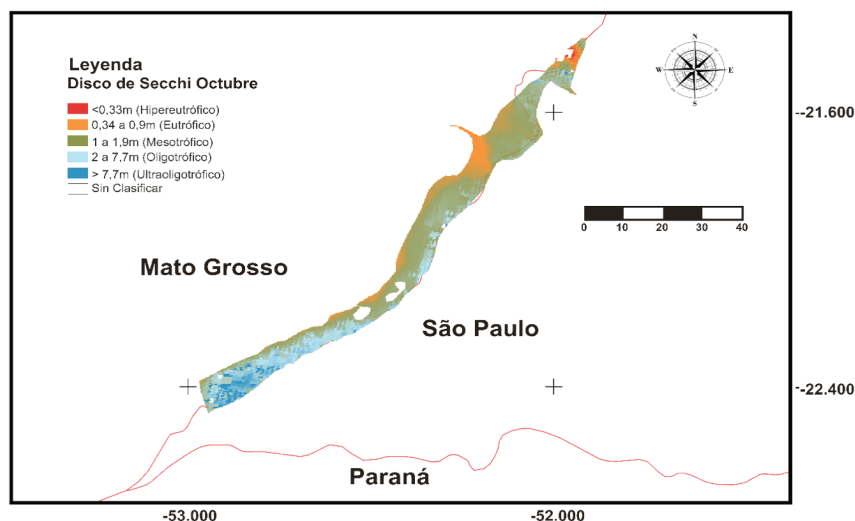 Leyenda
Disco de Secchi Octubre
<0,33m (Hipereutrófico)
0,34 a 0,9m (Eutrófico)
1 a 1,9m (Mesotrófico)
2 a 7,7m (Oligotrófico)
> 7,7m (Ultraoligotrófico)
Sin Clasificar
N
W E
S
-21.600
0 10 20 30 40
Mato Grosso
São Paulo
-22.400
Paraná
-53.000 -52.000